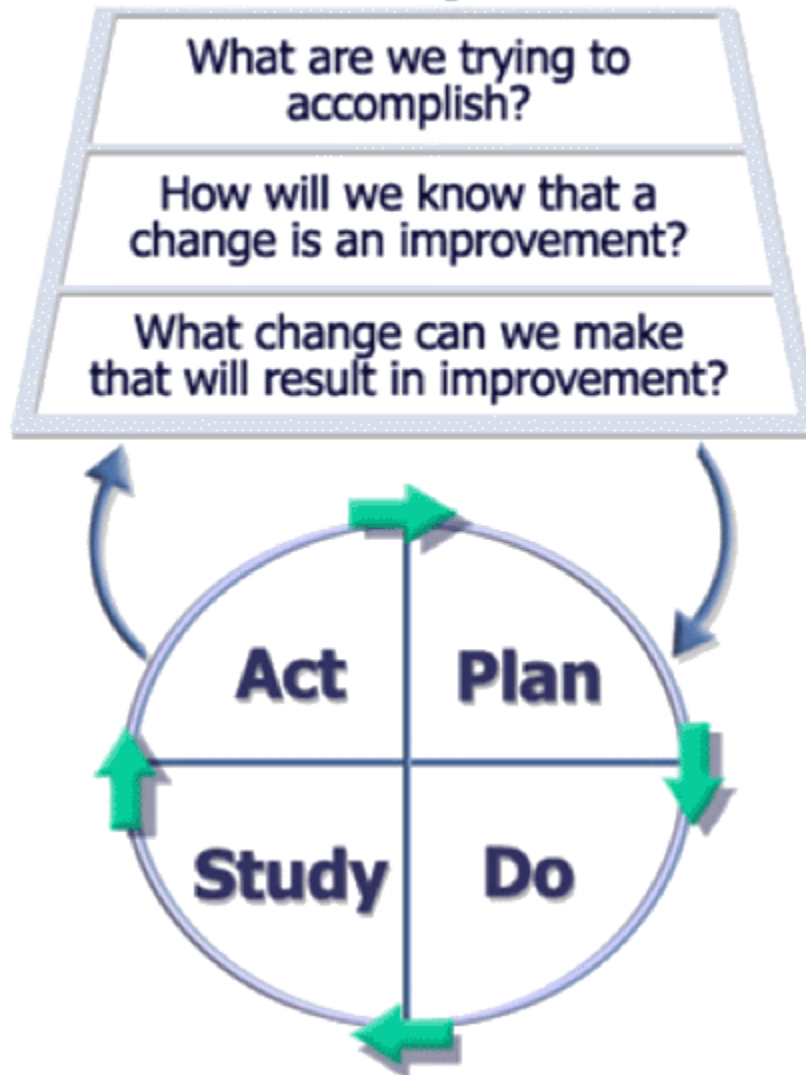 What are we trying to
accomplish?
How will we know that a
change is an improvement?
What change can we make
that will result in improvement?
Act
Plan
Study
Do